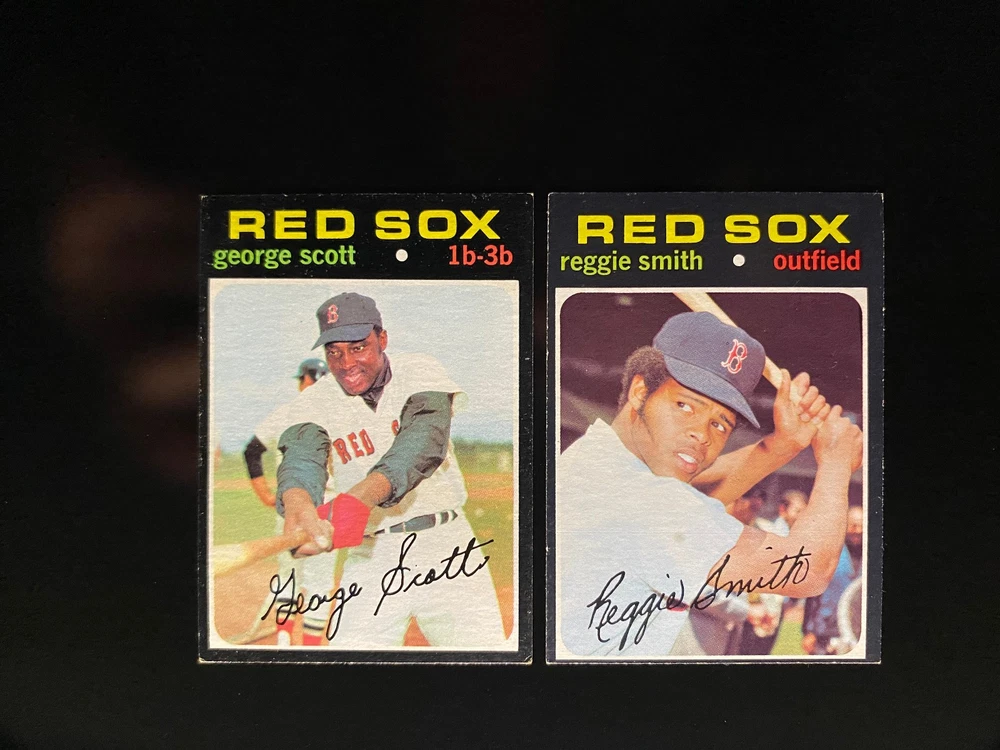 RED SOX
george scott • 1b-3b
B
RED S
George Scott
RED SOX
reggie smith • outfield
B
Reggie Smith